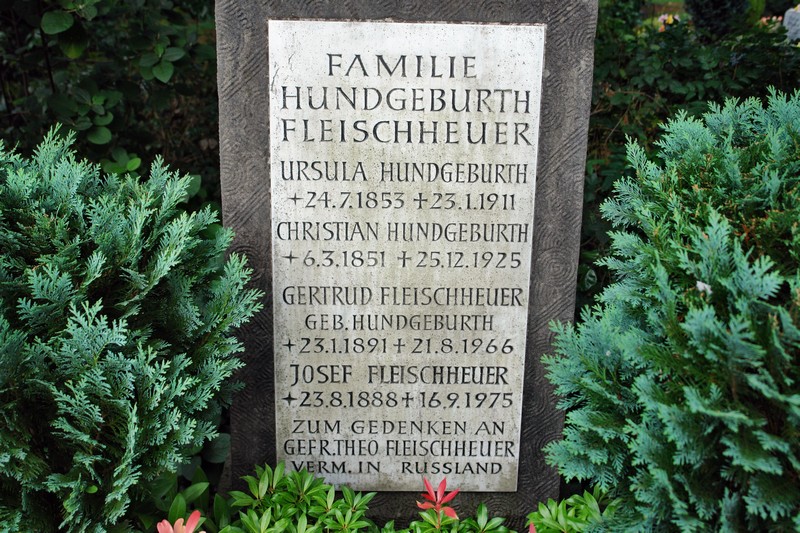 FAMILIE
HUNDGEBURTH
FLEISCHHEUER
URSULA HUNDGEBURTH
✶24.7.1853 ✝23.1.1911
CHRISTIAN HUNDGEBURTH
✶6.3.1851 ✝25.12.1925
GERTRUD FLEISCHHEUER
GEB.HUNDGEBURTH
✶23.1.1891 ✝21.8.1966
JOSEF FLEISCHHEUER
✶23.8.1888 ✝16.9.1975
ZUM GEDENKEN AN
GEFR.THEO FLEISCHHEUER
VERM.IN RUSSLAND